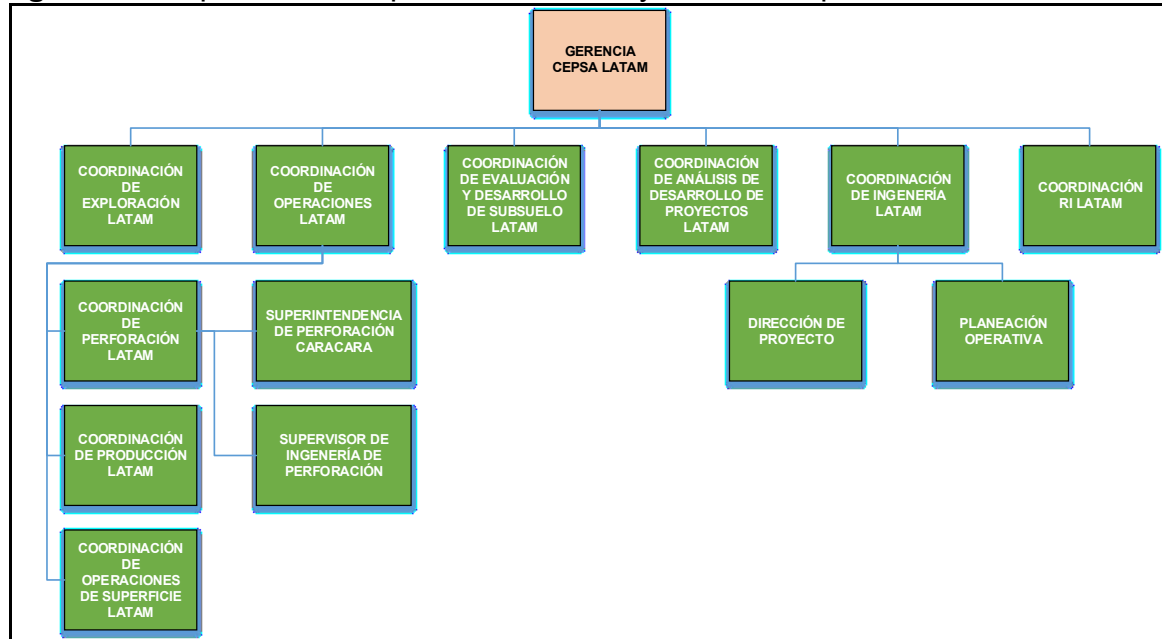 GERENCIA
CEPSA LATAM
COORDINACIÓN
DE
EXPLORACIÓN
LATAM
COORDINACIÓN
DE
OPERACIONES
LATAM
COORDINACIÓN
DE EVALUACIÓN
Y DESARROLLO
DE SUBSUELO
LATAM
COORDINACIÓN
DE ANÁLISIS DE
DESARROLLO DE
PROYECTOS
LATAM
COORDINACIÓN
DE INGENERÍA
LATAM
COORDINACIÓN
RI LATAM
COORDINACIÓN
DE
PERFORACIÓN
LATAM
SUPERINTENDENCIA
DE PERFORACIÓN
CARACARA
DIRECCIÓN DE
PROYECTO
PLANEACIÓN
OPERATIVA
COORDINACIÓN
DE PRODUCCIÓN
LATAM
SUPERVISOR DE
INGENERÍA DE
PERFORACIÓN
COORDINACIÓN
DE
OPERACIONES
DE SUPERFICIE
LATAM